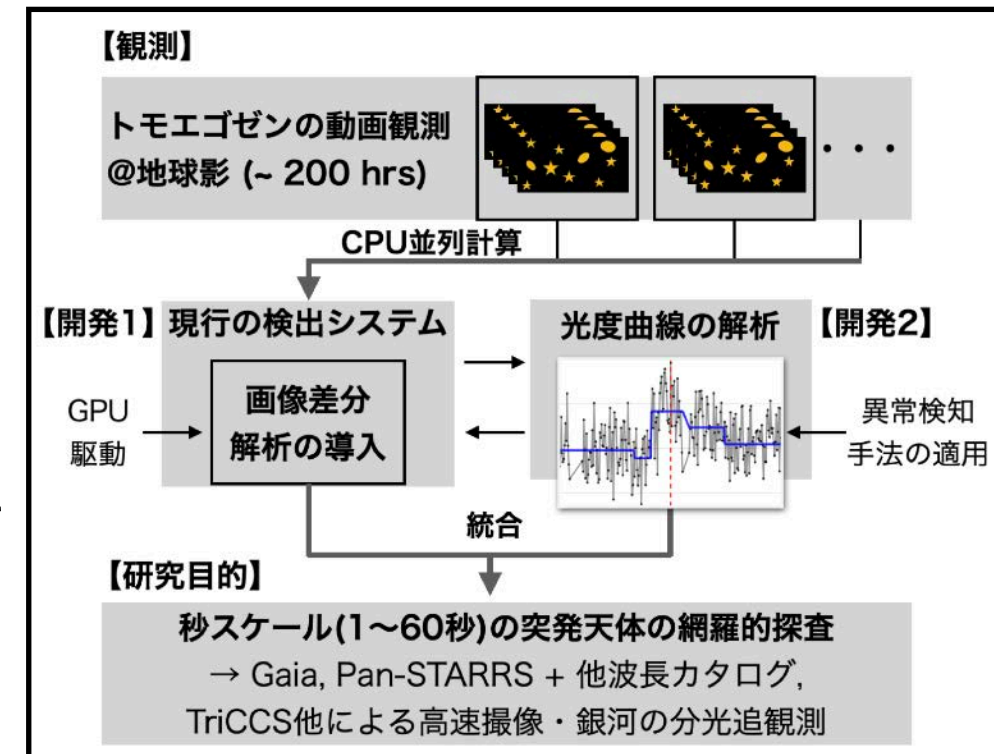 【観測】
トモエゴゼンの動画観測
@地球影 (~ 200 hrs)
・・・
CPU並列計算
【開発1】現行の検出システム
光度曲線の解析【開発2】
画像差分
解析の導入
GPU
駆動
異常検知
手法の適用
統合
【研究目的】
秒スケール(1〜60秒)の突発天体の網羅的探査
→ Gaia, Pan-STARRS + 他波長カタログ,
TriCCS他による高速撮像・銀河の分光追観測